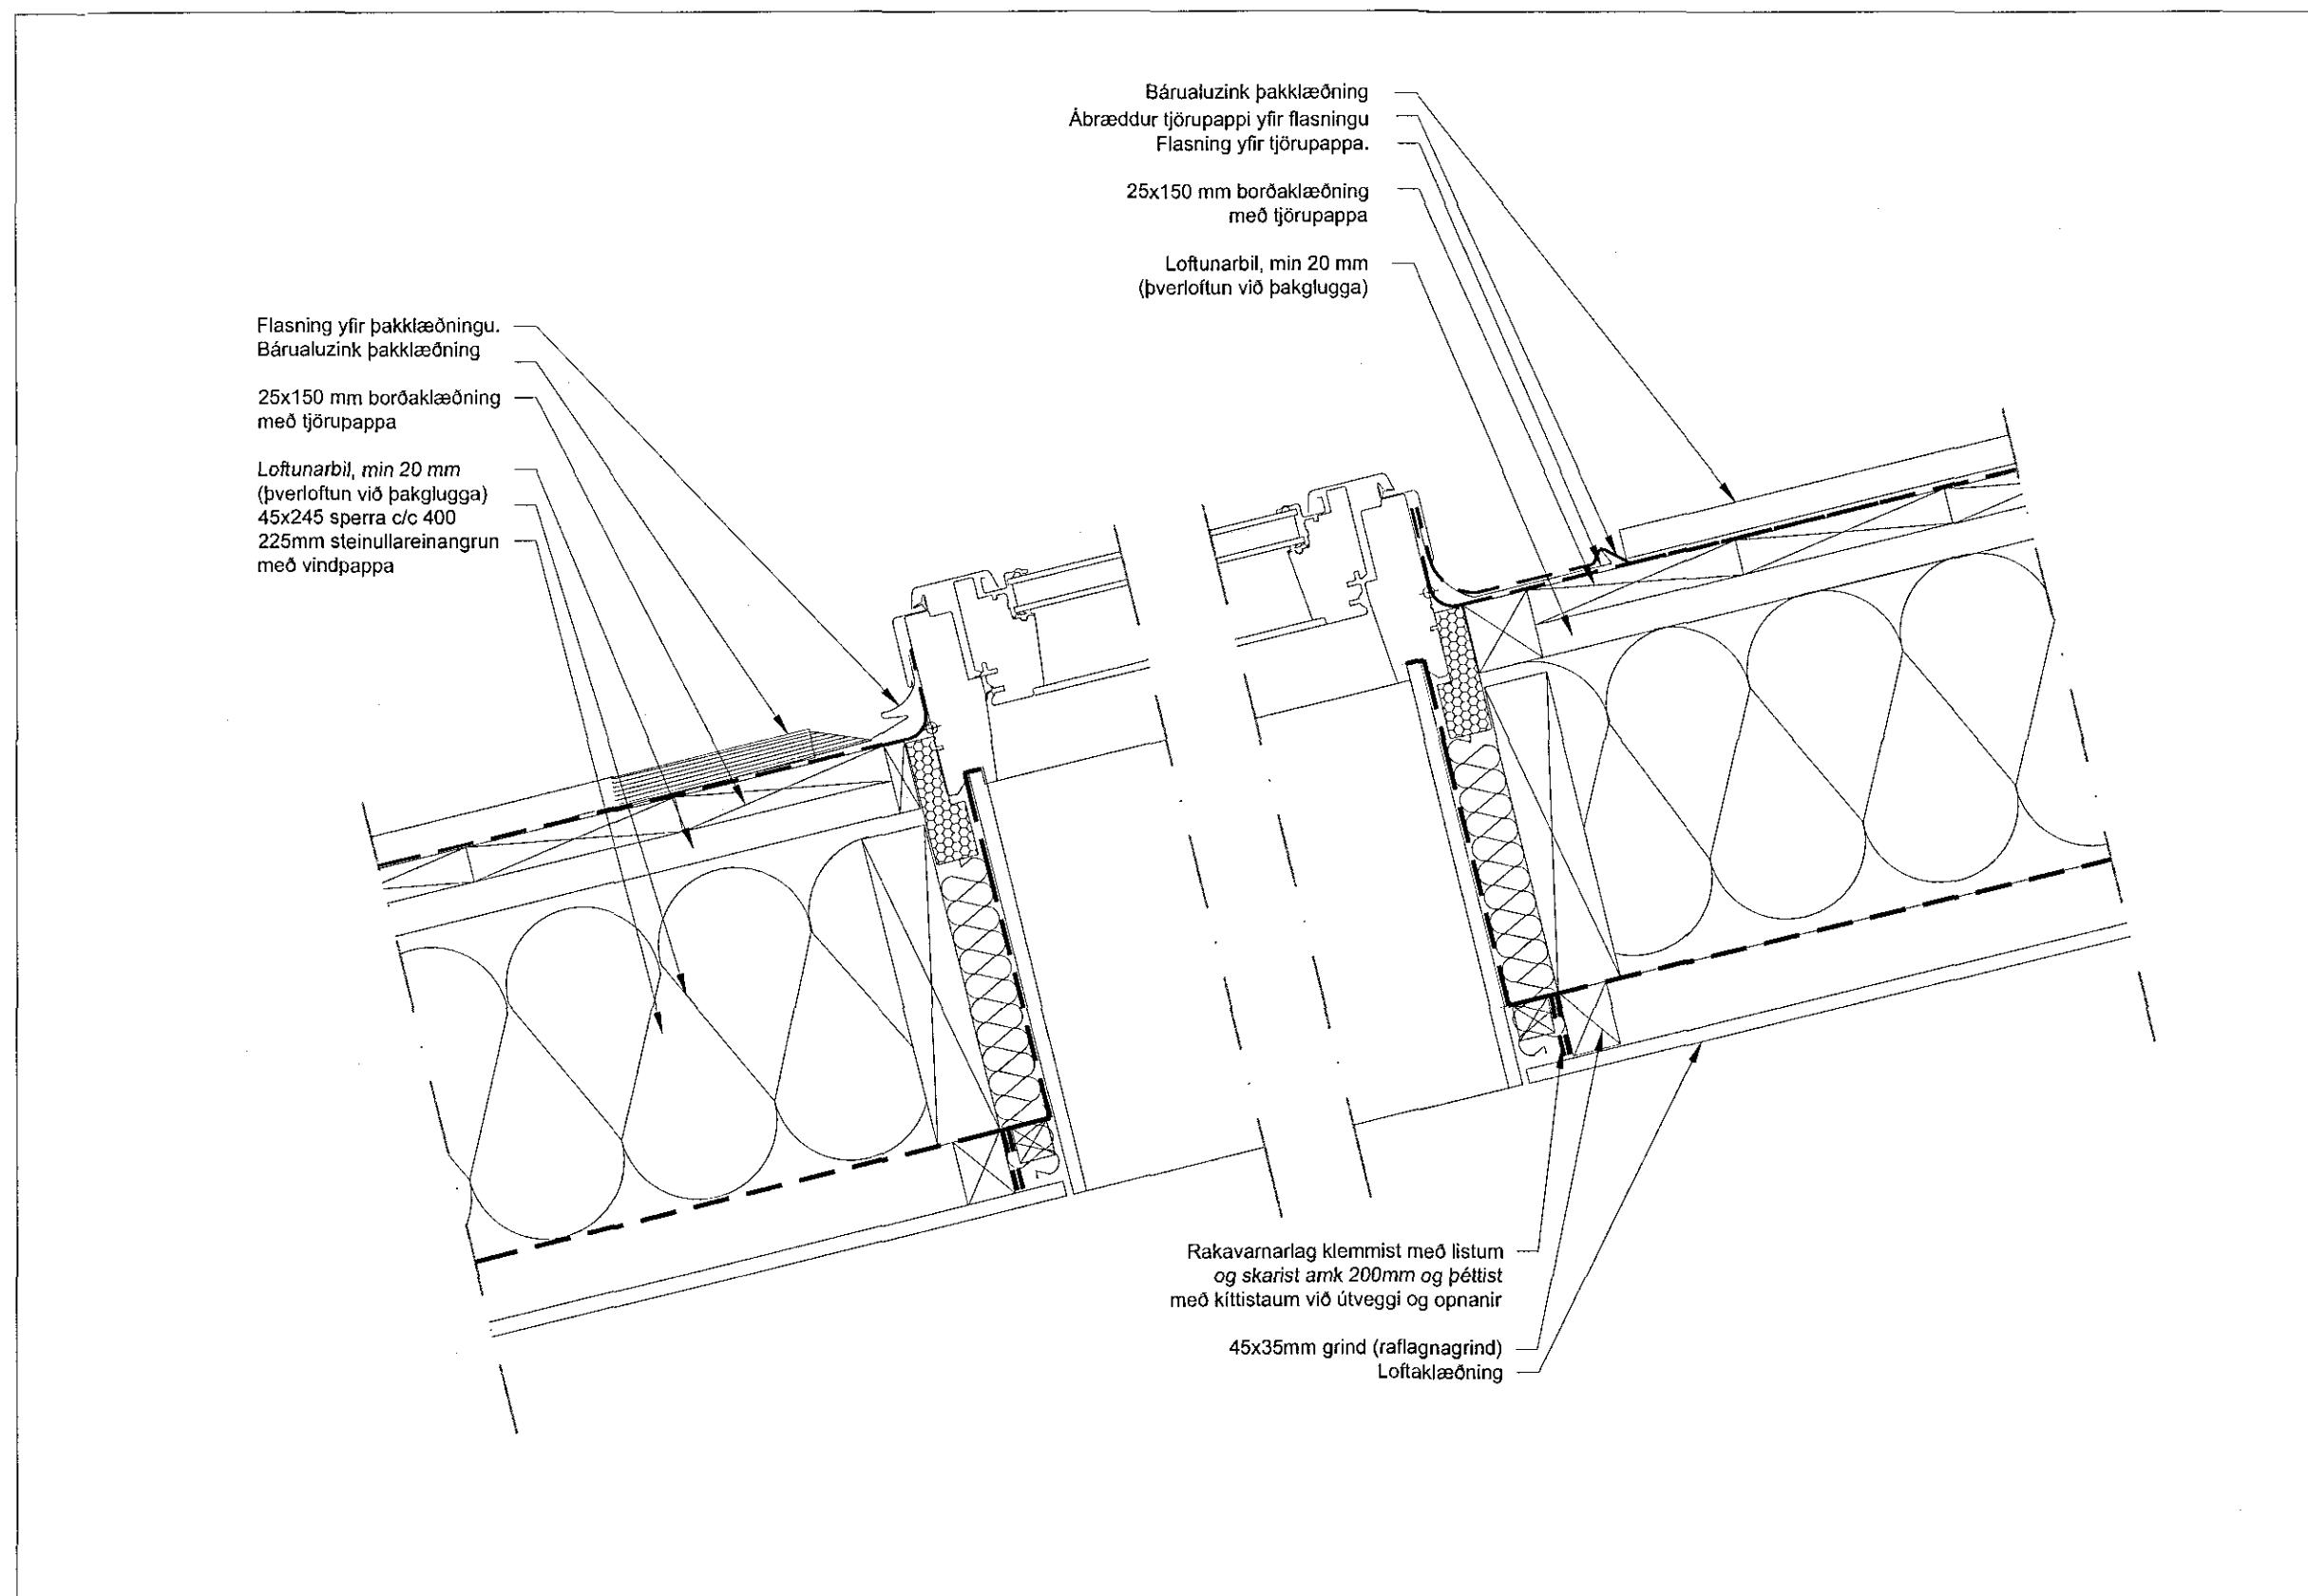 Bárualuzink þakklæðning
Ábræddur tjörupappi yfir flasningu
Flasning yfir tjörupappa.
25x150 mm borðaklæðning
með tjörupappa
Loftunarbil, min 20 mm
(þverloftun við þakglugga)
Flasning yfir þakklæðningu.
Bárualuzink þakklæðning
25x150 mm borðaklæðning
með tjörupappa
Loftunarbil, min 20 mm
(þverloftun við þakglugga)
45x245 sperra c/c 400
225mm steinullareinangrun
með vindpappa
Rakavarnarlag klemmist með listum
og skarist amk 200mm og þéttist
með kíttistaum við útveggi og opnanir
45x35mm grind (raflagnagrind)
Loftaklæðning